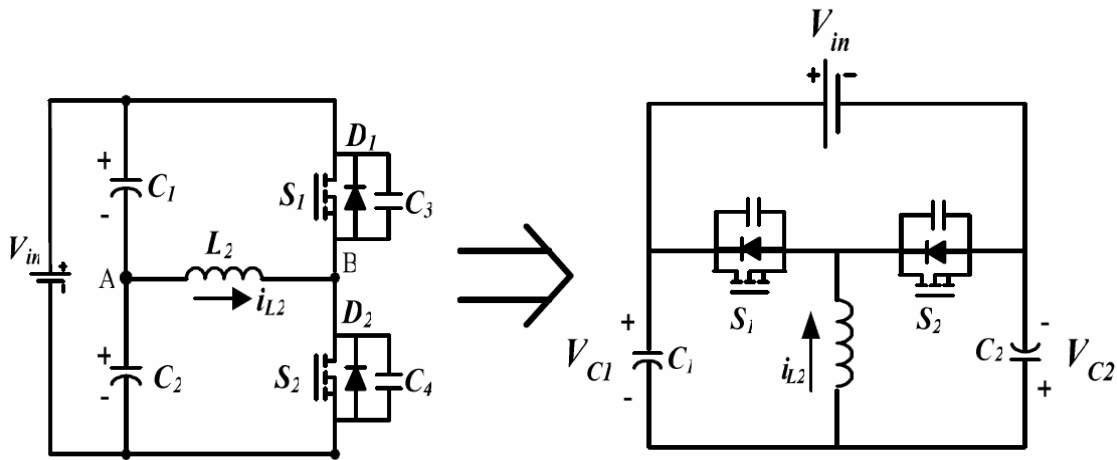 V_in
+
-
C_1
+
-
A
L_2
i_L2
B
+
-
C_2
D_1
S_1
C_3
D_2
S_2
C_4
V_in
+ -
S_1
S_2
V_C1
+
-
C_1
i_L2
C_2
-
+
V_C2